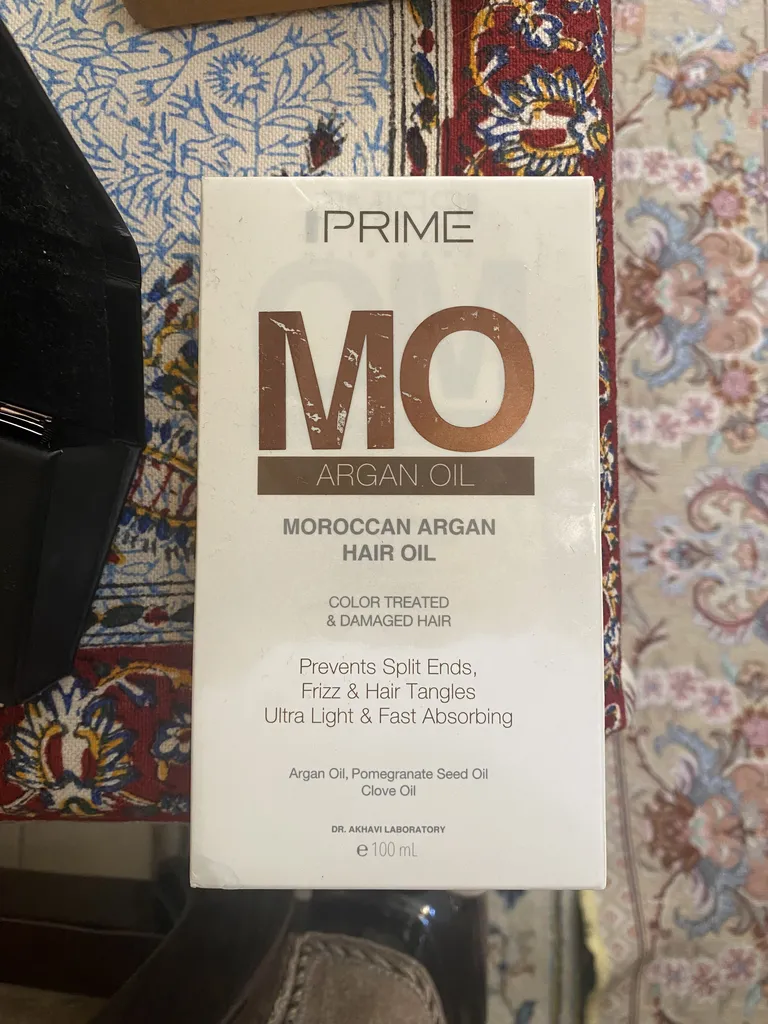 PRIME
MO
ARGAN OIL
MOROCCAN ARGAN
HAIR OIL
COLOR TREATED
& DAMAGED HAIR
Prevents Split Ends,
Frizz & Hair Tangles
Ultra Light & Fast Absorbing
Argan Oil, Pomegranate Seed Oil
Clove Oil
DR. AKHAVI LABORATORY
℮ 100 mL